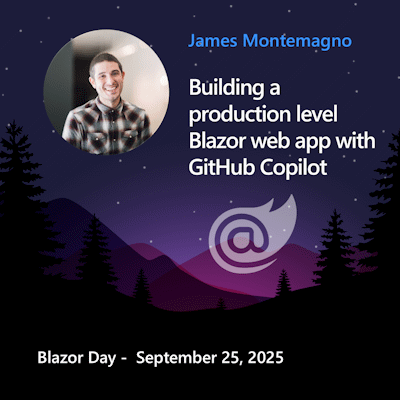 James Montemagno
Building a
production level
Blazor web app with
GitHub Copilot
@
Blazor Day - September 25, 2025